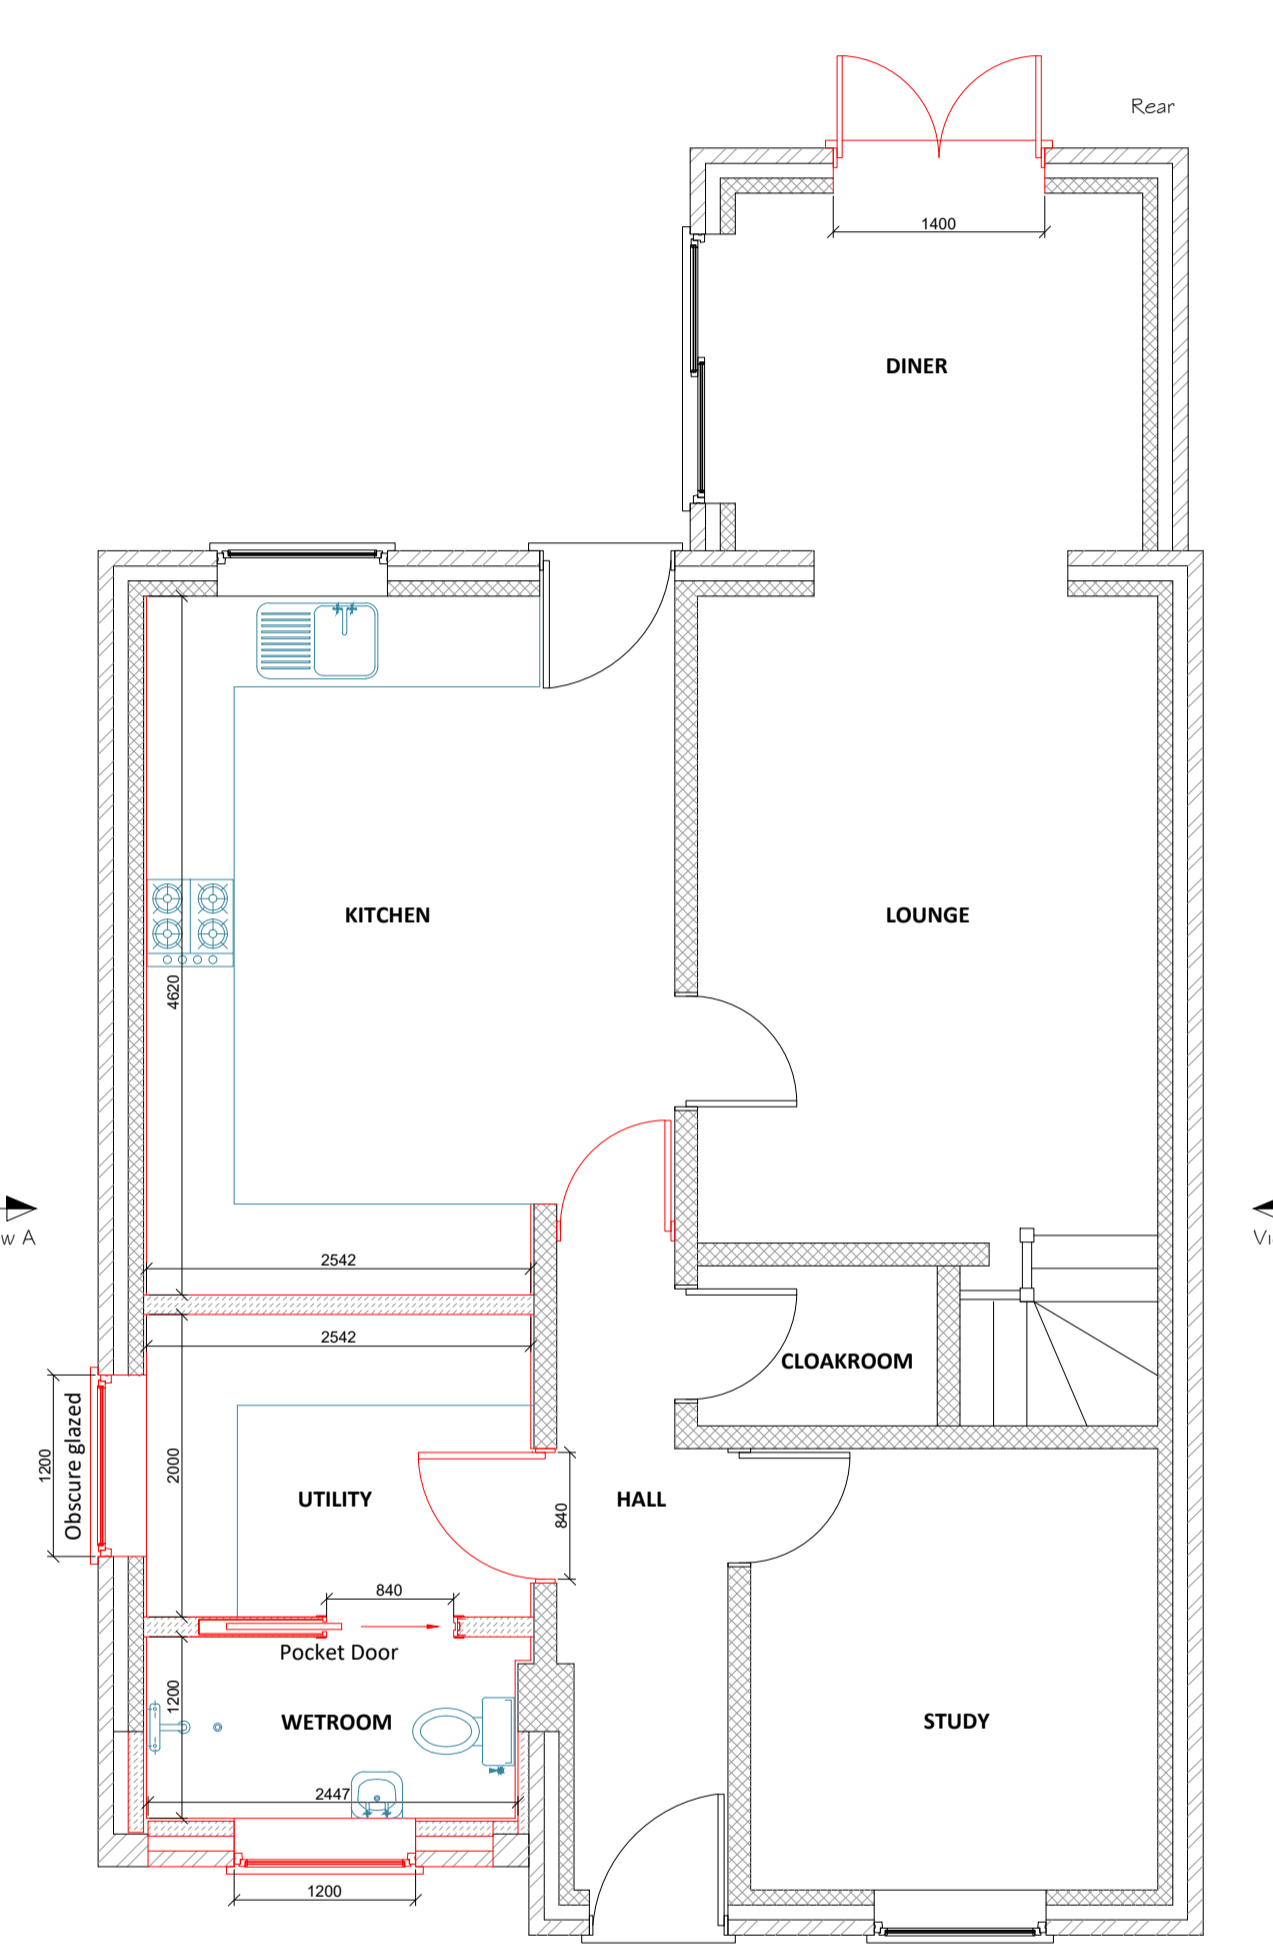 Rear
1400
DINER
KITCHEN
LOUNGE
4620
w A
2542
2542
CLOAKROOM
1200
Obscure glazed
2000
UTILITY
HALL
840
840
Pocket Door
1200
WETROOM
STUDY
2447
1200